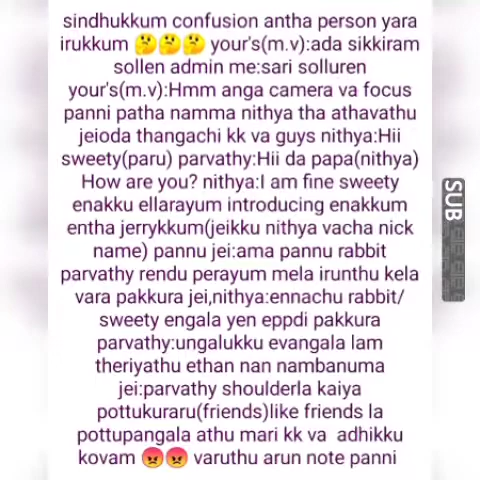 sindhukkum confusion antha person yara
irukkum 🤔🤔🤔 your's(m.v):ada sikkiram
sollen admin me:sari solluren
your's(m.v):Hmm anga camera va focus
panni patha namma nithya tha athavathu
jeioda thangachi kk va guys nithya:Hii
sweety(paru) parvathy:Hii da papa(nithya)
How are you? nithya:I am fine sweety
enakku ellarayum introducing enakkum
entha jerrykkum(jeikku nithya vacha nick
name) pannu jei:ama pannu rabbit
parvathy rendu perayum mela irunthu kela
vara pakkura jei,nithya:ennachu rabbit/
sweety engala yen eppdi pakkura
parvathy:ungalukku evangala lam
theriyathu ethan nan nambanuma
jei:parvathy shoulderla kaiya
pottukuraru(friends)like friends la
pottupangala athu mari kk va  adhikku
kovam 😡😡 varuthu arun note panni
SUB